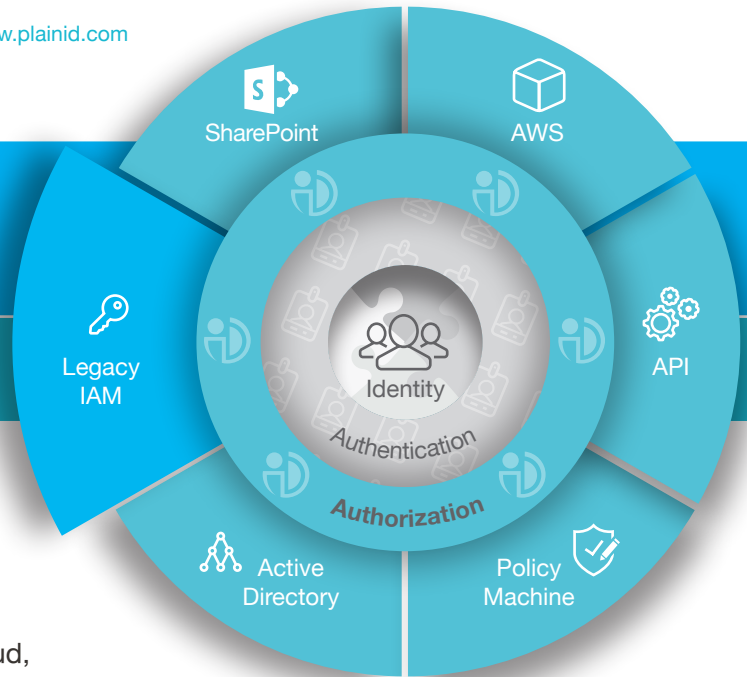 w.plainid.com
SharePoint
AWS
Legacy
IAM
API
Identity
Authentication
Authorization
Active
Directory
Policy
Machine
ud,